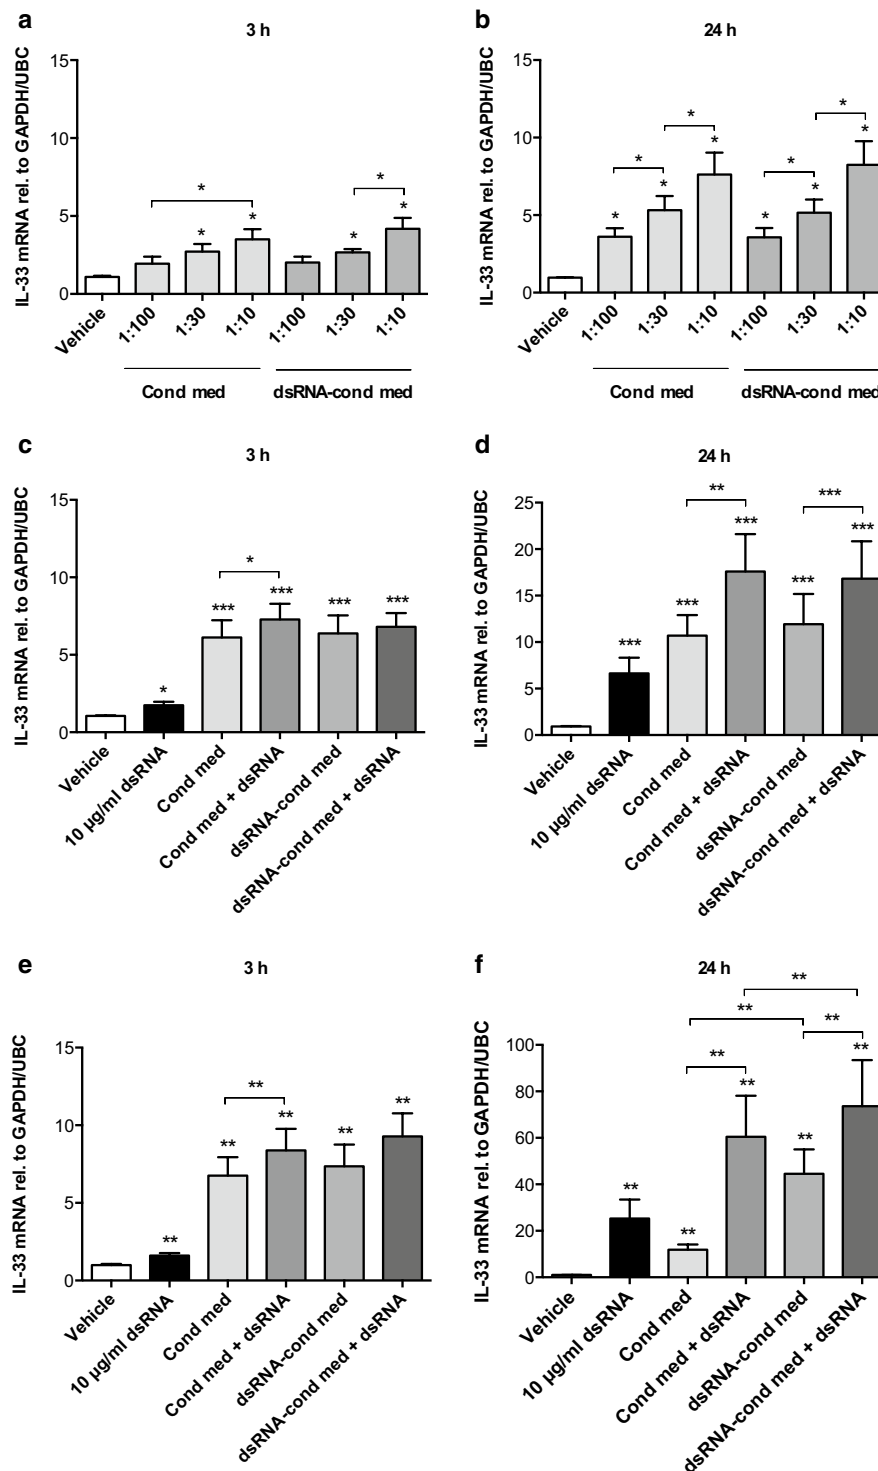 a
3 h
IL-33 mRNA rel. to GAPDH/UBC
15
10
5
0
* * * * * *
Vehicle 1:100 1:30 1:10 1:100 1:30 1:10
Cond med dsRNA-cond med
b
24 h
IL-33 mRNA rel. to GAPDH/UBC
15
10
5
0
* * * * * * * * * *
Vehicle 1:100 1:30 1:10 1:100 1:30 1:10
Cond med dsRNA-cond med
c
3 h
IL-33 mRNA rel. to GAPDH/UBC
15
10
5
0
*
* *** *** *** ***
Vehicle
10 µg/ml dsRNA
Cond med
Cond med + dsRNA
dsRNA-cond med
dsRNA-cond med + dsRNA
d
24 h
IL-33 mRNA rel. to GAPDH/UBC
25
20
15
10
5
0
** ***
*** *** *** *** ***
Vehicle
10 µg/ml dsRNA
Cond med
Cond med + dsRNA
dsRNA-cond med
dsRNA-cond med + dsRNA
e
3 h
IL-33 mRNA rel. to GAPDH/UBC
15
10
5
0
**
** ** ** ** **
Vehicle
10 µg/ml dsRNA
Cond med
Cond med + dsRNA
dsRNA-cond med
dsRNA-cond med + dsRNA
f
24 h
IL-33 mRNA rel. to GAPDH/UBC
100
80
60
40
20
0
**
**
** **
** ** ** ** **
Vehicle
10 µg/ml dsRNA
Cond med
Cond med + dsRNA
dsRNA-cond med
dsRNA-cond med + dsRNA